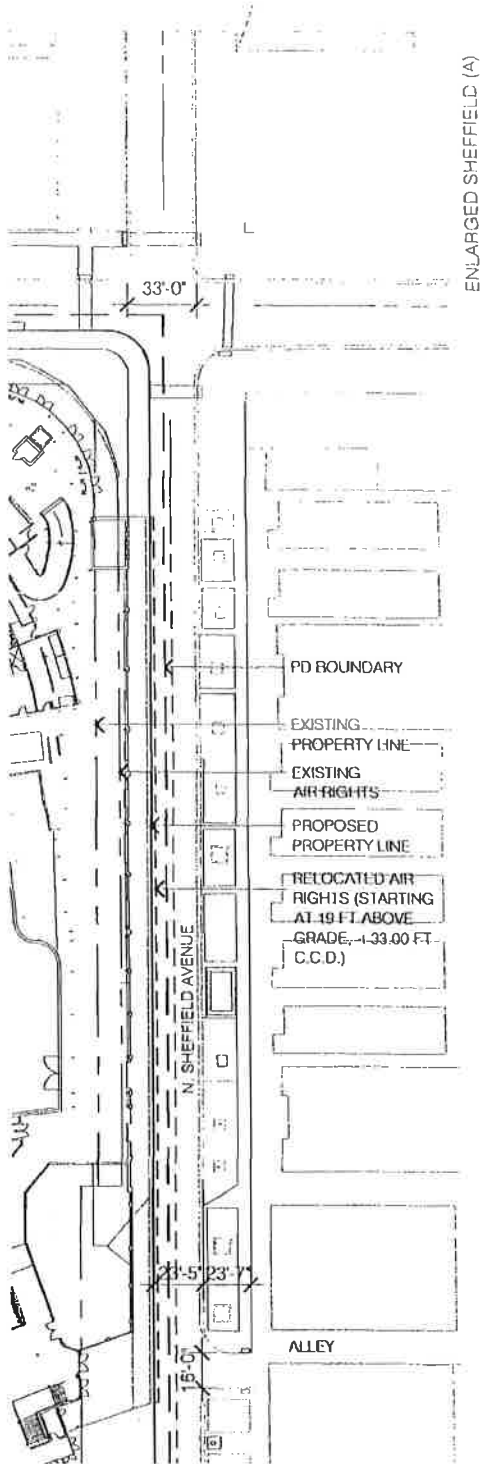 ENLARGED SHEFFIELD (A)
33'-0"
PD BOUNDARY
EXISTING
PROPERTY LINE
EXISTING
AIR RIGHTS
PROPOSED
PROPERTY LINE
RELOCATED AIR
RIGHTS (STARTING
AT 19 FT ABOVE
GRADE, +33.00 FT
C.C.D.)
N. SHEFFIELD AVENUE
23'-5" 23'-7"
16'-0"
ALLEY